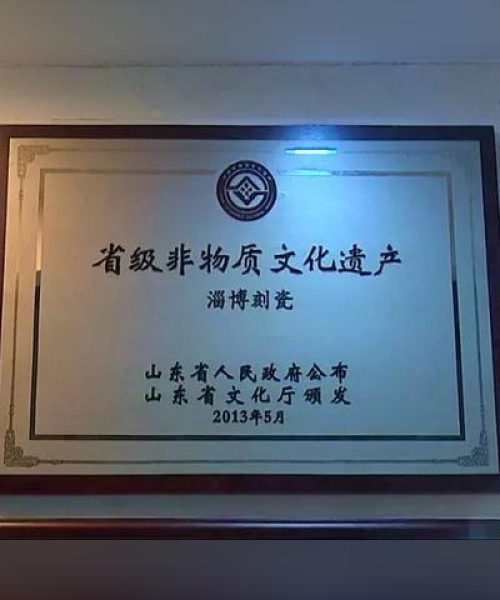 省级非物质文化遗产
淄博刻瓷
山东省人民政府公布
山东省文化厅颁发
2013年5月